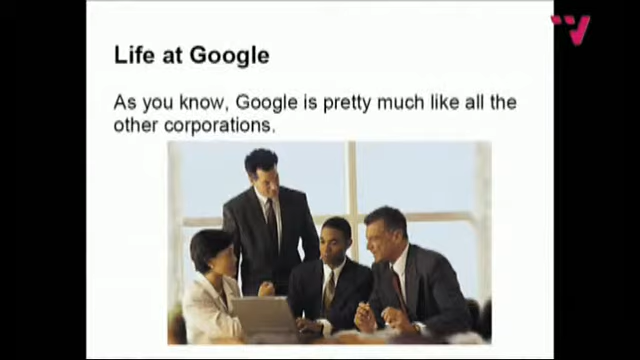 Life at Google
As you know, Google is pretty much like all the
other corporations.